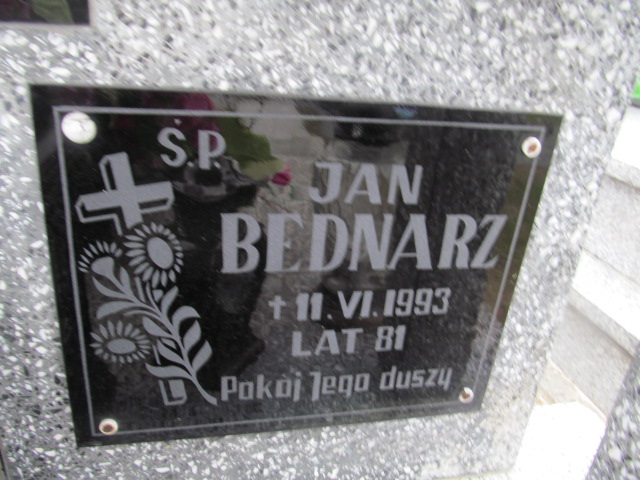 Ś.P.
JAN
BEDNARZ
† 11.VI.1993
LAT 81
Pokój Jego duszy